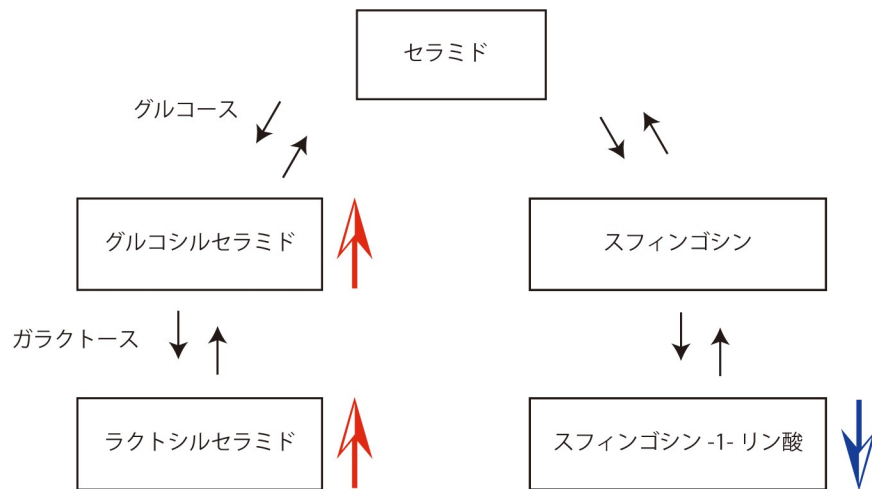 セラミド
グルコース
グルコシルセラミド
スフィンゴシン
ガラクトース
ラクトシルセラミド
スフィンゴシン -1- リン酸